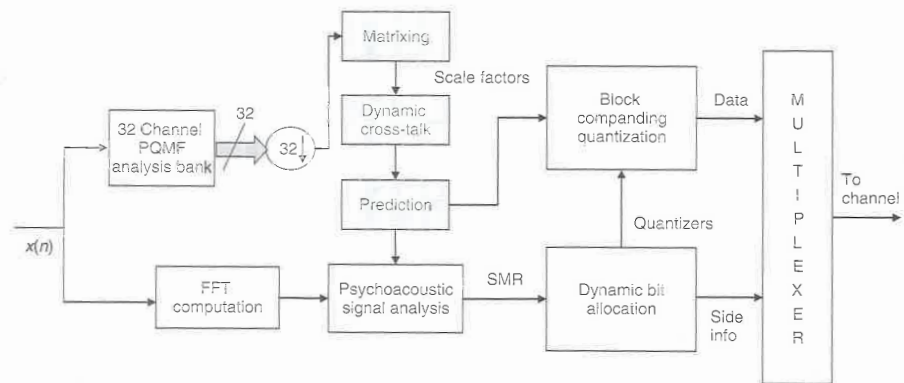 Matrixing
Scale factors
32
32 Channel
PQMF
analysis bank
32↓
Dynamic
cross-talk
Block
companding
quantization
Data
Prediction
x(n)
Quantizers
FFT
computation
Psychoacoustic
signal analysis
SMR
Dynamic bit
allocation
Side
info
MULTIPLEXER
To
channel